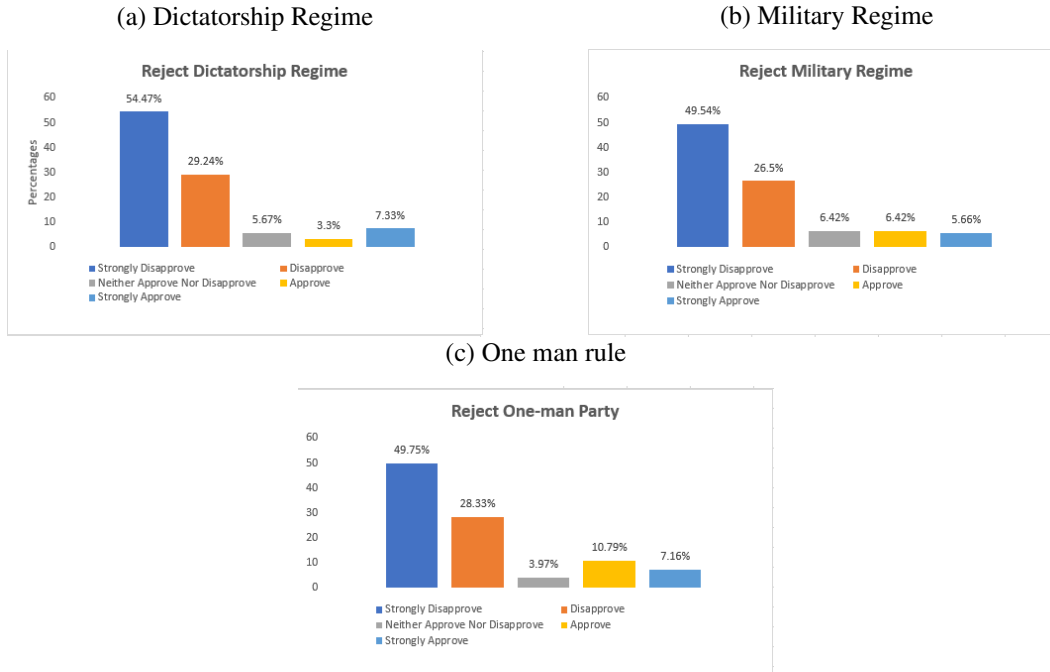 (a) Dictatorship Regime
Reject Dictatorship Regime
Percentages
60
50
40
30
20
10
0
54.47%
29.24%
5.67%
3.3%
7.33%
Strongly Disapprove
Disapprove
Neither Approve Nor Disapprove
Approve
Strongly Approve
(b) Military Regime
Reject Military Regime
60
50
40
30
20
10
0
49.54%
26.5%
6.42%
6.42%
5.66%
Strongly Disapprove
Disapprove
Neither Approve Nor Disapprove
Approve
Strongly Approve
(c) One man rule
Reject One-man Party
60
50
40
30
20
10
0
49.75%
28.33%
3.97%
10.79%
7.16%
Strongly Disapprove
Disapprove
Neither Approve Nor Disapprove
Approve
Strongly Approve